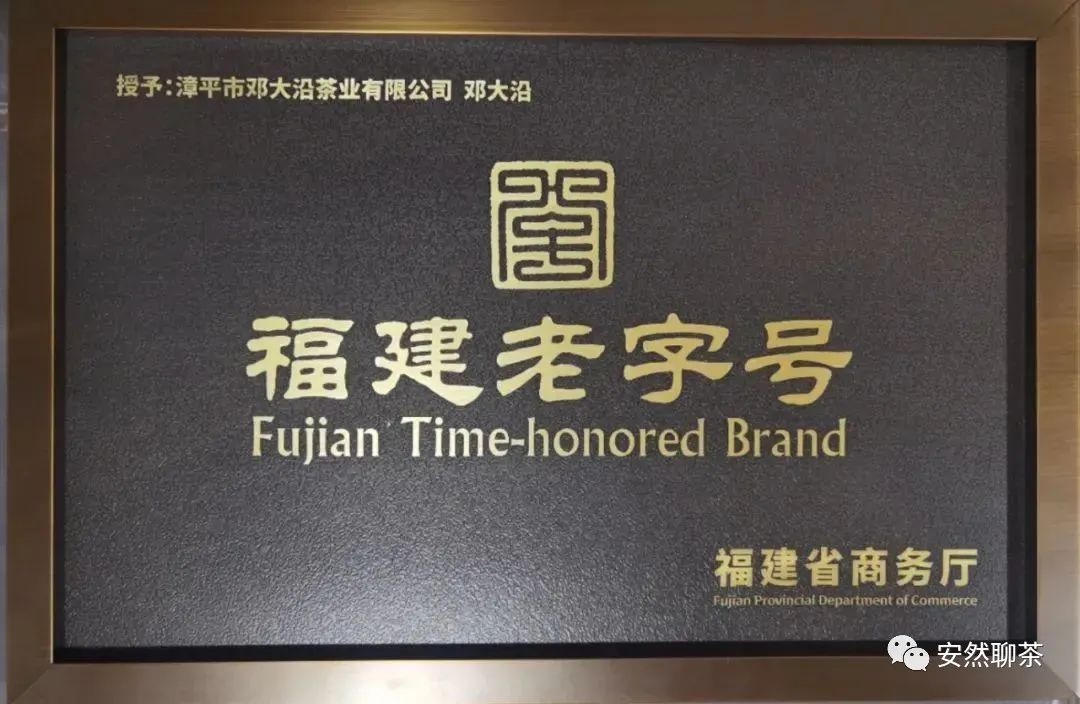 授予:漳平市邓大沿茶业有限公司 邓大沿
闽
福建老字号
Fujian Time-honored Brand
福建省商务厅
Fujian Provincial Department of Commerce
安然聊茶